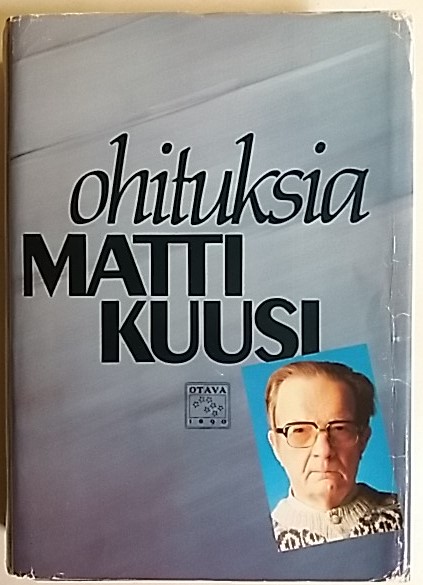 ohituksia
MATTI
KUUSI
OTAVA
1890